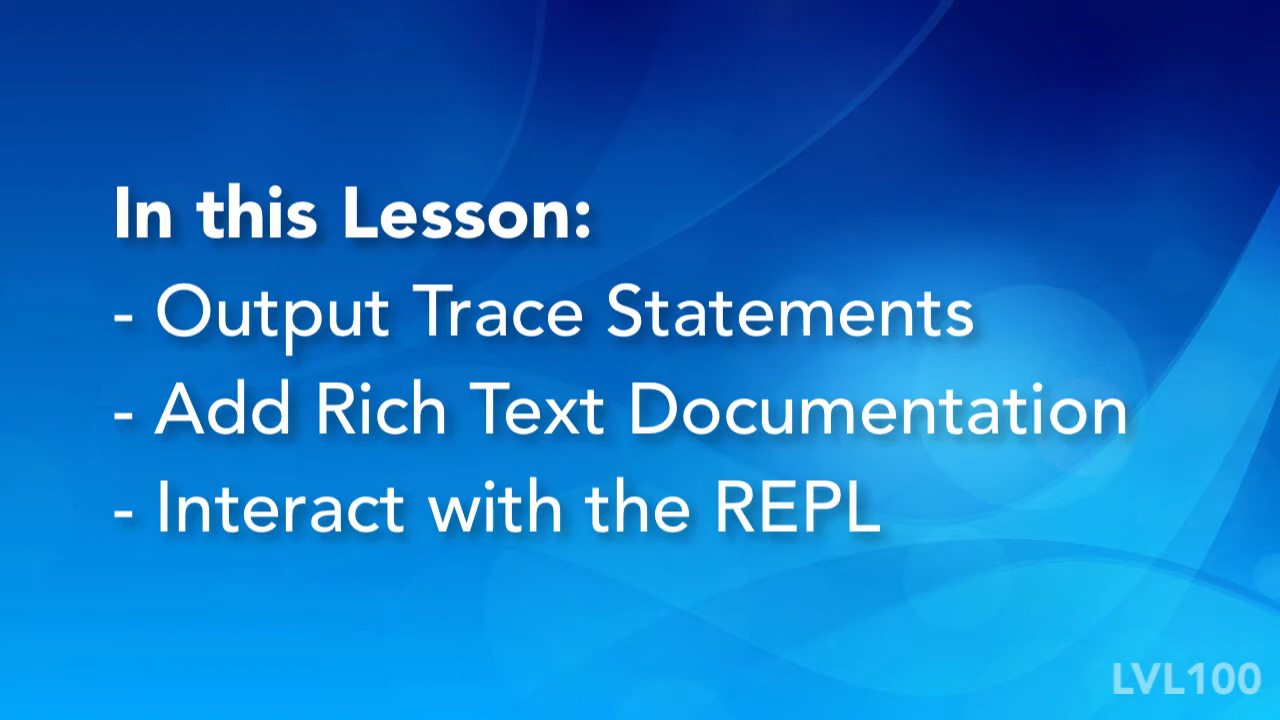 In this Lesson:
- Output Trace Statements
- Add Rich Text Documentation
- Interact with the REPL
LVL100